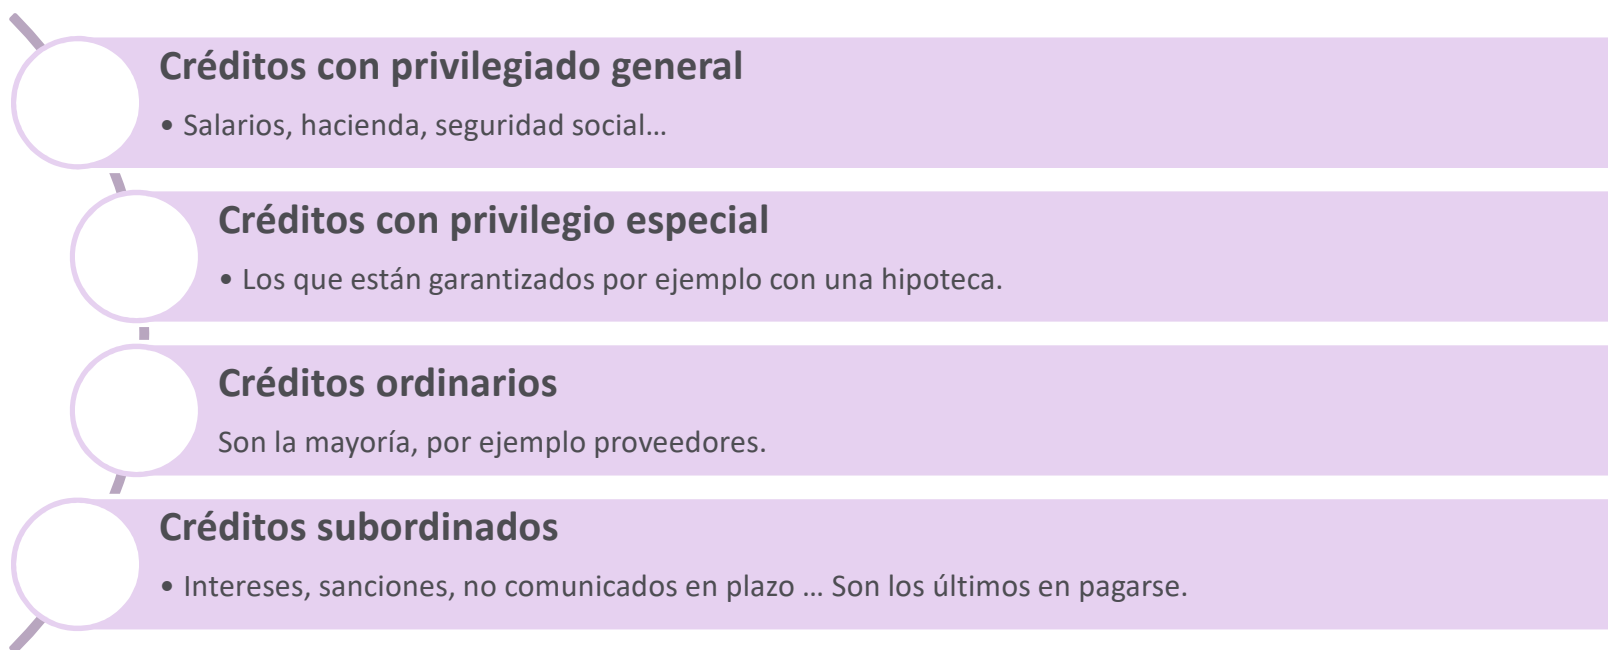 Créditos con privilegiado general
• Salarios, hacienda, seguridad social...
Créditos con privilegio especial
• Los que están garantizados por ejemplo con una hipoteca.
Créditos ordinarios
Son la mayoría, por ejemplo proveedores.
Créditos subordinados
• Intereses, sanciones, no comunicados en plazo ... Son los últimos en pagarse.